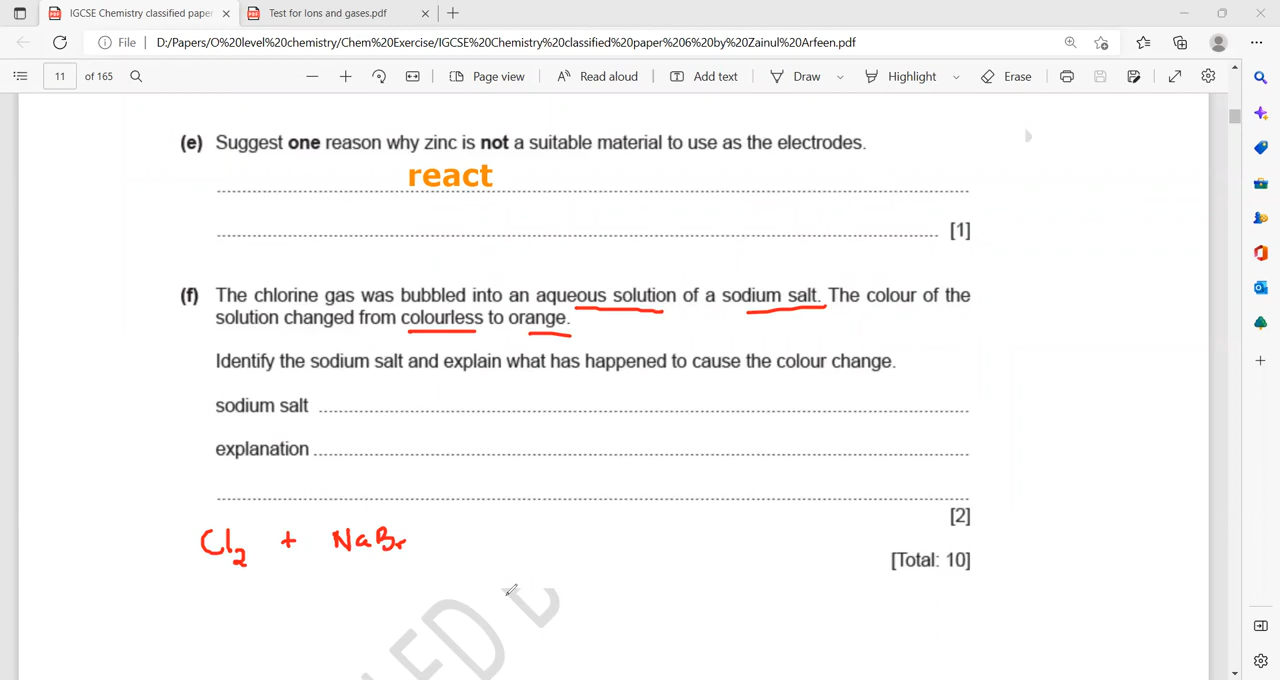 IGCSE Chemistry classified paper
Test for Ions and gases.pdf
File D:/Papers/O%20level%20chemistry/Chem%20Exercise/IGCSE%20Chemistry%20classified%20paper%206%20by%20Zainul%20Arfeen.pdf
11 of 165 Page view Read aloud Add text Draw Highlight Erase
(e) Suggest one reason why zinc is not a suitable material to use as the electrodes.
react
[1]
(f) The chlorine gas was bubbled into an aqueous solution of a sodium salt. The colour of the
solution changed from colourless to orange.
Identify the sodium salt and explain what has happened to cause the colour change.
sodium salt
explanation
[2]
Cl2 + NaBr
[Total: 10]